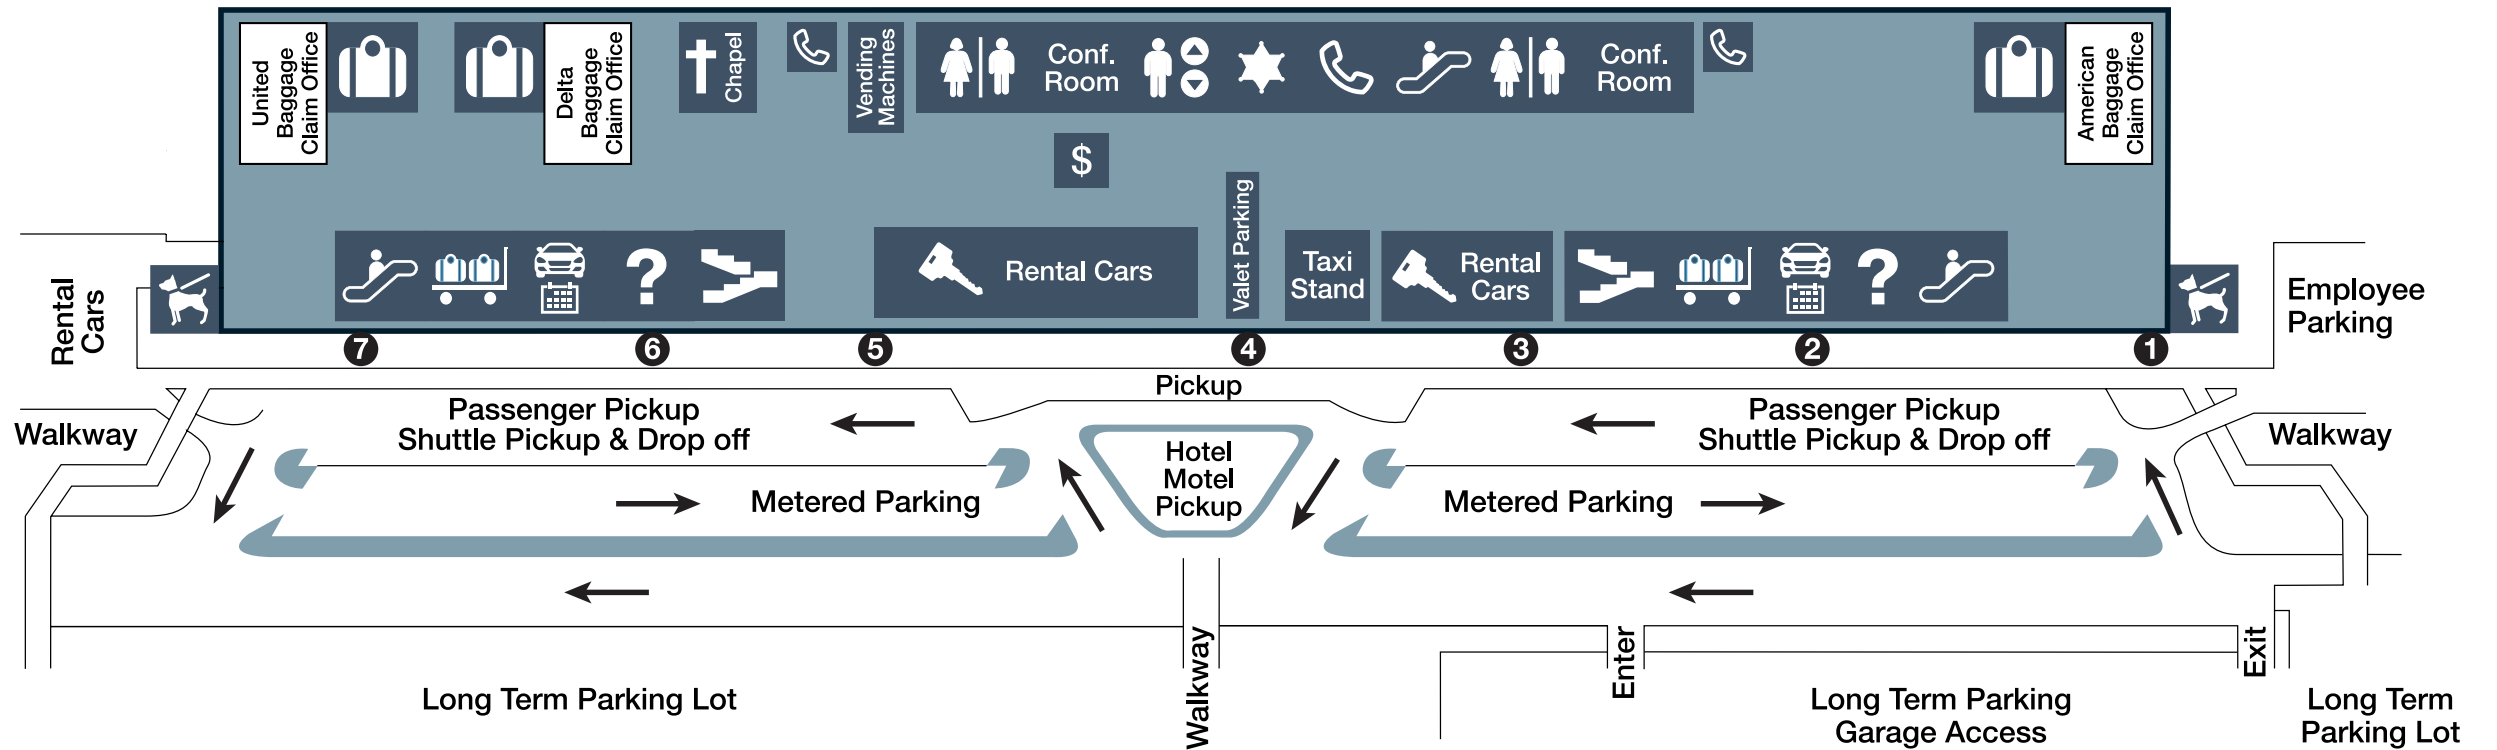 United
Baggage
Claim Office
Delta
Baggage
Claim Office
Chapel
Vending
Machines
Conf.
Room
Conf.
Room
American
Baggage
Claim Office
$
Rental Cars
Valet Parking
Taxi
Stand
Rental
Cars
?
?
7
6
5
4
3
2
1
Rental
Cars
Employee
Parking
Pickup
Passenger Pickup
Shuttle Pickup & Drop off
Passenger Pickup
Shuttle Pickup & Drop off
Walkway
Walkway
Hotel
Motel
Pickup
Metered Parking
Metered Parking
Walkway
Enter
Exit
Long Term Parking Lot
Long Term Parking
Garage Access
Long Term
Parking Lot